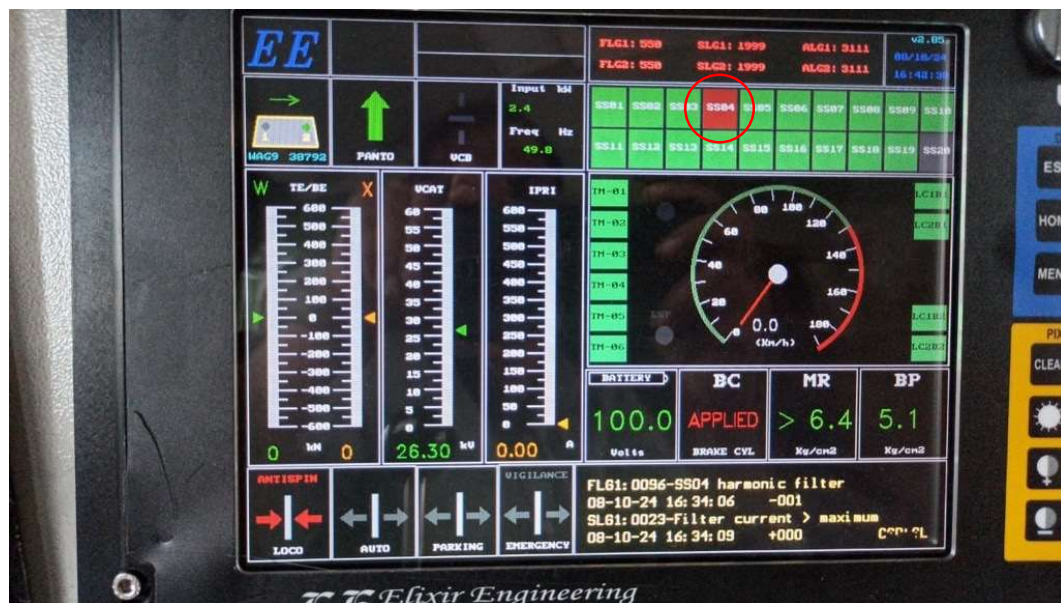 EE
FLG1: 550 SLG1: 1999 ALG1: 3111
FLG2: 550 SLG2: 1999 ALG2: 3111
v2.05
08/10/24
WAG9 38792
PANTO
VCB
Input kW
2.4
Freq Hz
49.8
SS01 SS02 SS03 SS04 SS05 SS06 SS07 SS08 SS09 SS10
SS11 SS12 SS13 SS14 SS15 SS16 SS17 SS18 SS19 SS20
W TE/BE X
600
500
400
300
200
100
0
-100
-200
-300
-400
-500
-600
0 kN 0
UCAT
60
55
50
45
40
35
30
25
20
15
10
5
0
26.30 kV
IPRI
600
550
500
450
400
350
300
250
200
150
100
50
0
0.00 A
TM-01
TM-02
TM-03
TM-04
TM-05
TM-06
0 20 40 60 80 100 120 140 160 180
0.0
(Km/h)
LC1B1
LC2B1
LC1B2
LC2B2
BATTERY
100.0
Volts
BC
APPLIED
BRAKE CYL
MR
> 6.4
Kg/cm2
BP
5.1
Kg/cm2
ANTISPIN
LOCO
AUTO
PARKING
VIGILANCE
EMERGENCY
FLG1: 0096-SS04 harmonic filter
08-10-24 16:34:06 -001
SLG1: 0023-Filter current > maximum
08-10-24 16:34:09 +000
Elixir Engineering
ES
HO
MEN
CLEA